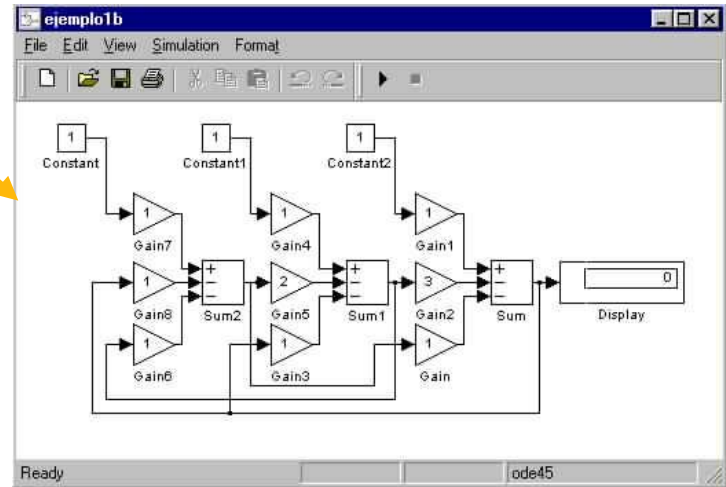 ejemplo1b
File Edit View Simulation Format
1 1 1
Constant Constant1 Constant2
1 1 1
Gain7 Gain4 Gain1
+ + +
1 − 2 − 3 − 0
Gain8 Sum2 Gain5 Sum1 Gain2 Sum Display
− − −
1 1 1
Gain6 Gain3 Gain
Ready ode45